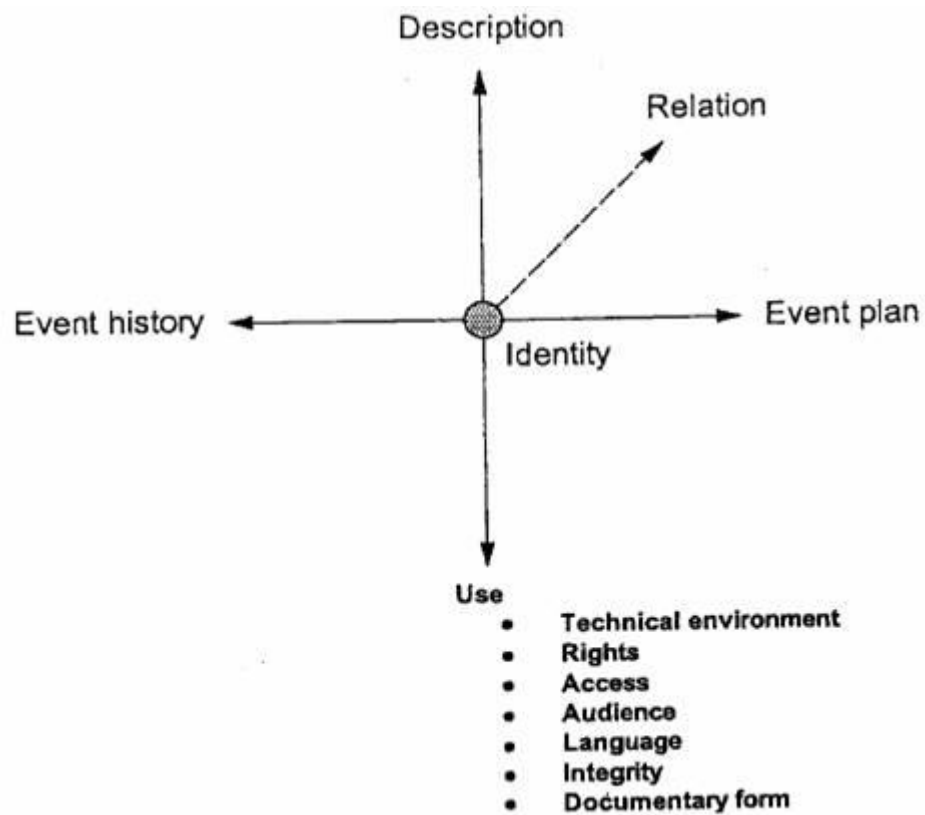 Description
Relation
Event history
Event plan
Identity
Use
• Technical environment
• Rights
• Access
• Audience
• Language
• Integrity
• Documentary form